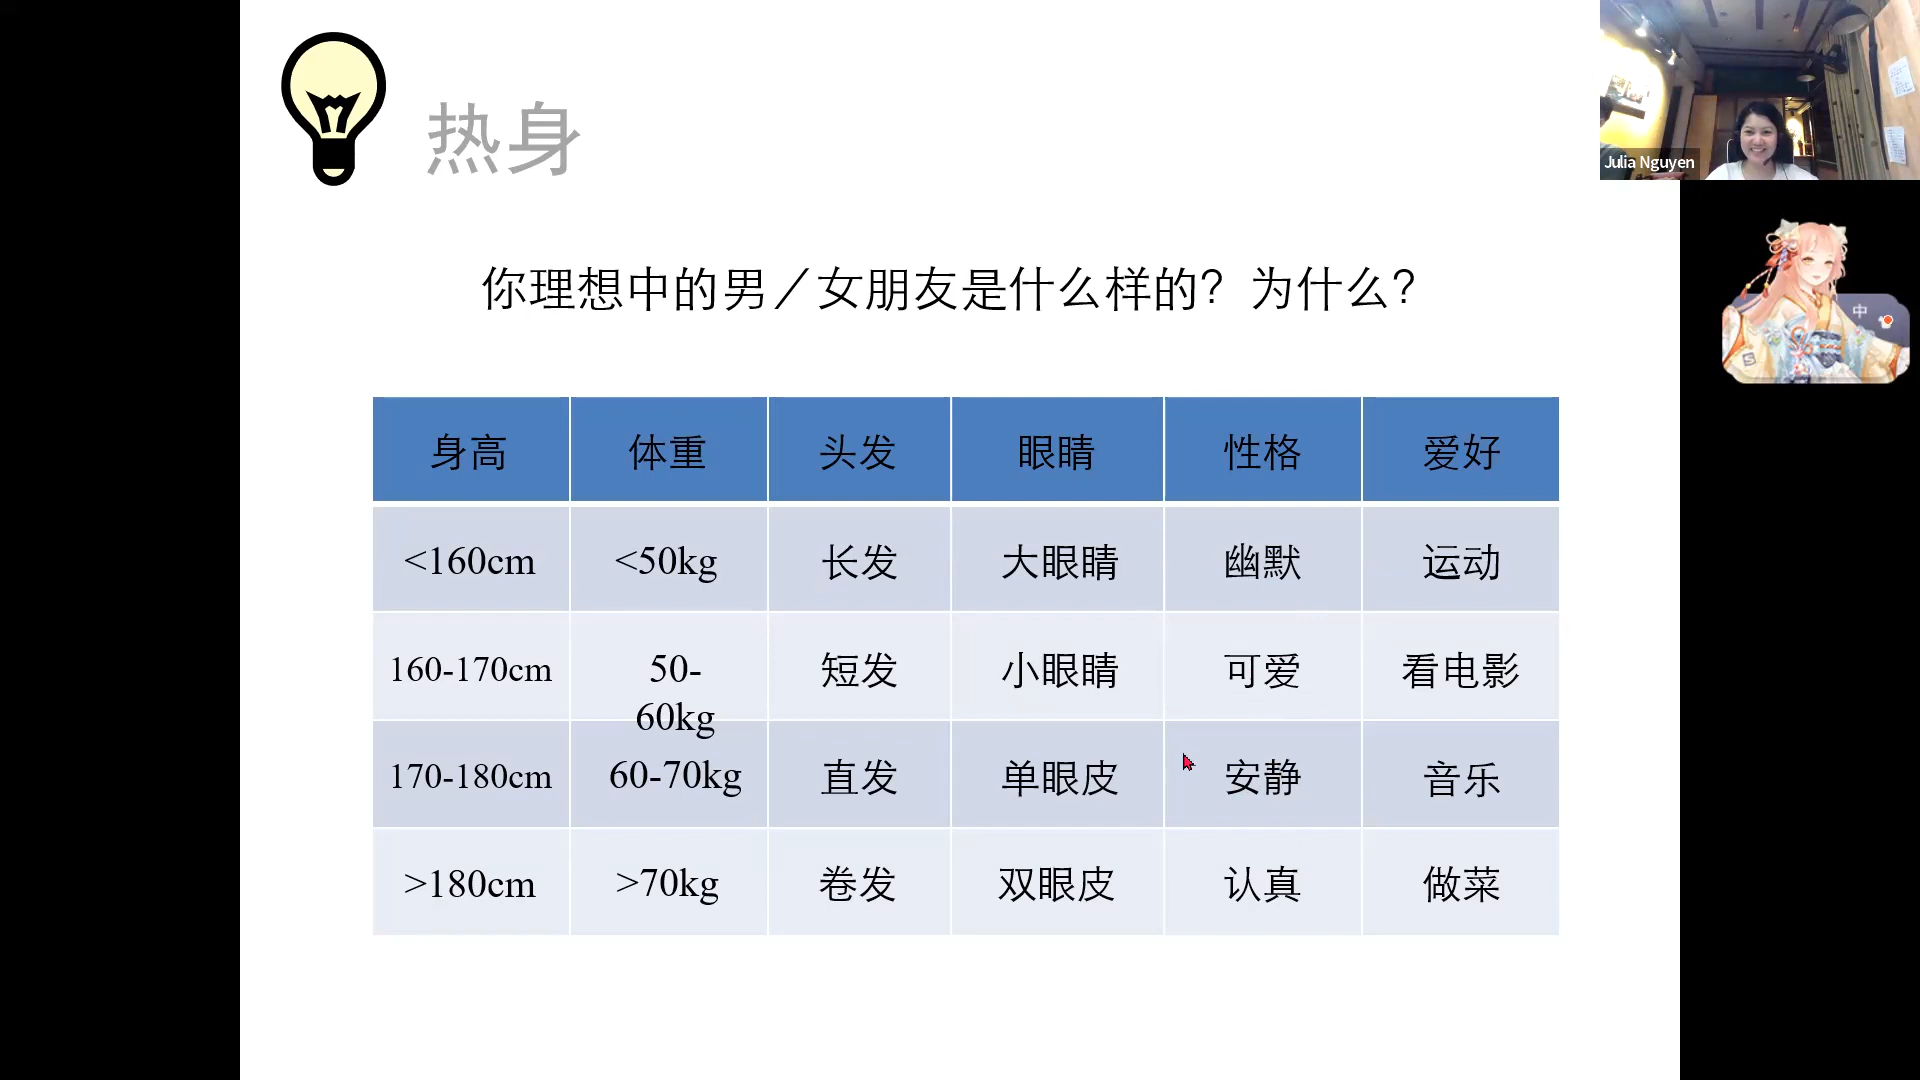 热身
Julia Nguyen
你理想中的男／女朋友是什么样的？为什么？
中
身高 体重 头发 眼睛 性格 爱好
<160cm <50kg 长发 大眼睛 幽默 运动
160-170cm 50-60kg 短发 小眼睛 可爱 看电影
170-180cm 60-70kg 直发 单眼皮 安静 音乐
>180cm >70kg 卷发 双眼皮 认真 做菜